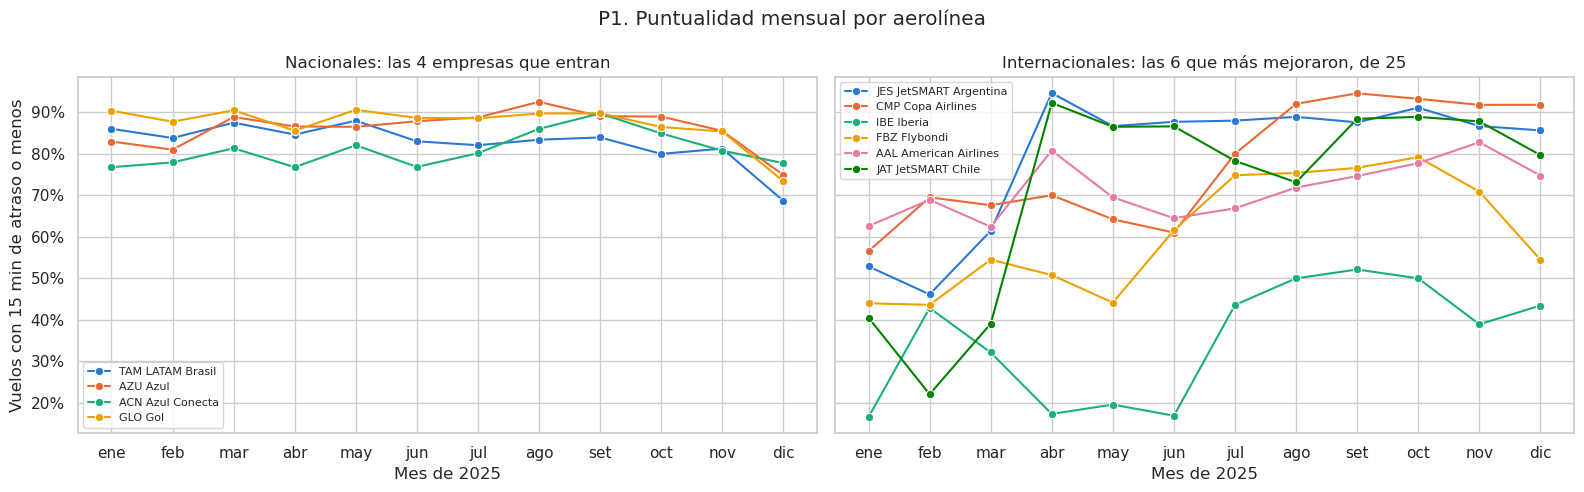 P1. Puntualidad mensual por aerolínea
Nacionales: las 4 empresas que entran
Vuelos con 15 min de atraso o menos
90%
80%
70%
60%
50%
40%
30%
20%
TAM LATAM Brasil
AZU Azul
ACN Azul Conecta
GLO Gol
ene feb mar abr may jun jul ago set oct nov dic
Mes de 2025
Internacionales: las 6 que más mejoraron, de 25
JES JetSMART Argentina
CMP Copa Airlines
IBE Iberia
FBZ Flybondi
AAL American Airlines
JAT JetSMART Chile
ene feb mar abr may jun jul ago set oct nov dic
Mes de 2025